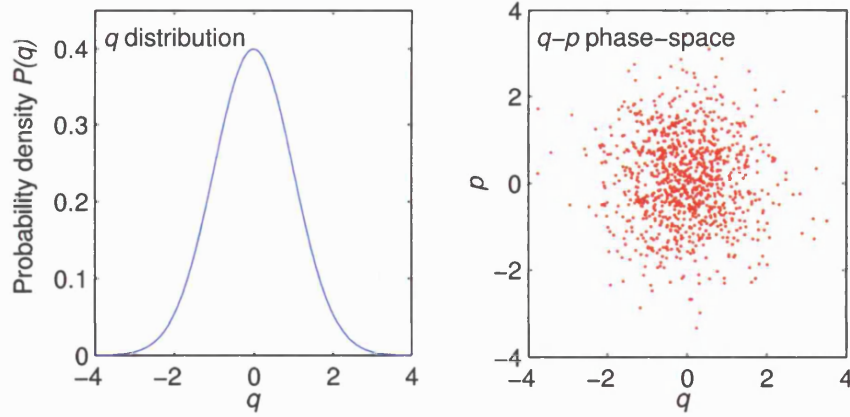 q distribution
Probability density P(q)
0.4
0.3
0.2
0.1
0
−4 −2 0 2 4
q
q−p phase−space
p
4
2
0
−2
−4
−4 −2 0 2 4
q